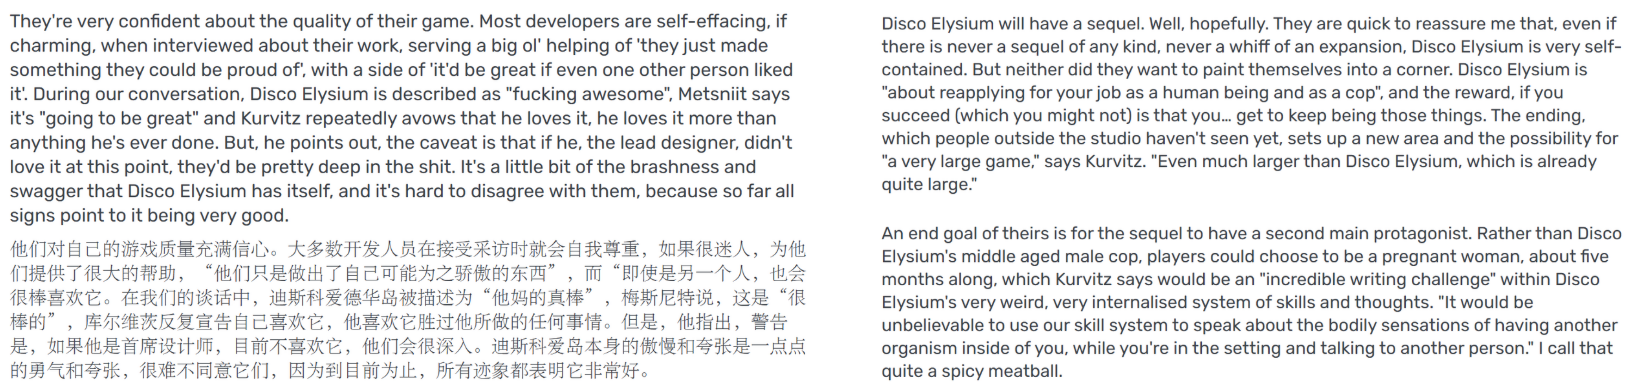 They're very confident about the quality of their game. Most developers are self-effacing, if
charming, when interviewed about their work, serving a big ol' helping of 'they just made
something they could be proud of', with a side of 'it'd be great if even one other person liked
it'. During our conversation, Disco Elysium is described as "fucking awesome", Metsniit says
it's "going to be great" and Kurvitz repeatedly avows that he loves it, he loves it more than
anything he's ever done. But, he points out, the caveat is that if he, the lead designer, didn't
love it at this point, they'd be pretty deep in the shit. It's a little bit of the brashness and
swagger that Disco Elysium has itself, and it's hard to disagree with them, because so far all
signs point to it being very good.
他们对自己的游戏质量充满信心。大多数开发人员在接受采访时就会自我尊重，如果很迷人，为他
们提供了很大的帮助，“他们只是做出了自己可能为之骄傲的东西”，而“即使是另一个人，也会
很棒喜欢它。在我们的谈话中，迪斯科爱德华岛被描述为“他妈的真棒”，梅斯尼特说，这是“很
棒的”，库尔维茨反复宣告自己喜欢它，他喜欢它胜过他所做的任何事情。但是，他指出，警告
是，如果他是首席设计师，目前不喜欢它，他们会很深入。迪斯科爱岛本身的傲慢和夸张是一点点
的勇气和夸张，很难不同意它们，因为到目前为止，所有迹象都表明它非常好。
Disco Elysium will have a sequel. Well, hopefully. They are quick to reassure me that, even if
there is never a sequel of any kind, never a whiff of an expansion, Disco Elysium is very self-
contained. But neither did they want to paint themselves into a corner. Disco Elysium is
"about reapplying for your job as a human being and as a cop", and the reward, if you
succeed (which you might not) is that you... get to keep being those things. The ending,
which people outside the studio haven't seen yet, sets up a new area and the possibility for
"a very large game," says Kurvitz. "Even much larger than Disco Elysium, which is already
quite large."
An end goal of theirs is for the sequel to have a second main protagonist. Rather than Disco
Elysium's middle aged male cop, players could choose to be a pregnant woman, about five
months along, which Kurvitz says would be an "incredible writing challenge" within Disco
Elysium's very weird, very internalised system of skills and thoughts. "It would be
unbelievable to use our skill system to speak about the bodily sensations of having another
organism inside of you, while you're in the setting and talking to another person." I call that
quite a spicy meatball.